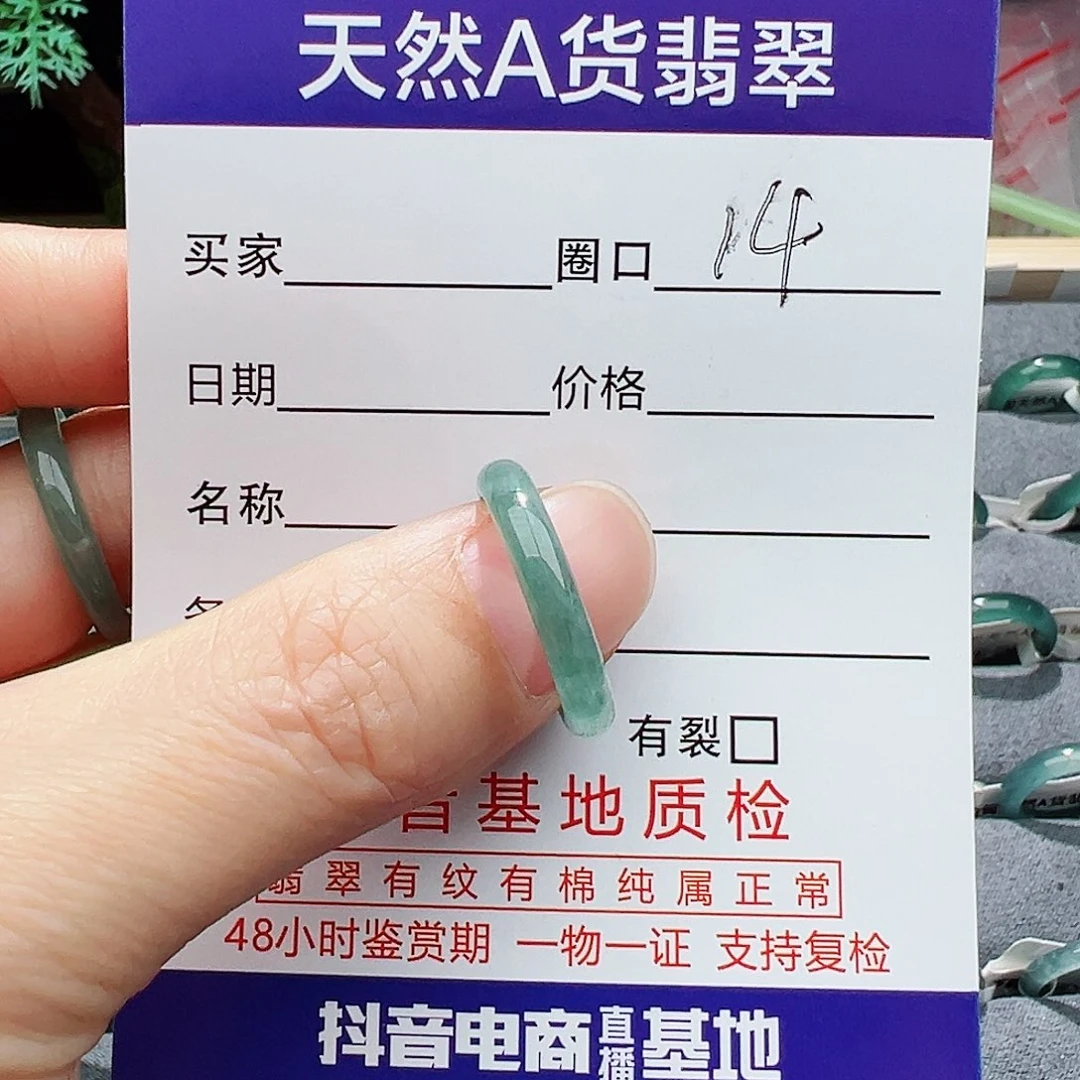 天然A货翡翠
买家 圈口 14
日期 价格
名称
有裂□
音基地质检
翡翠有纹有棉纯属正常
48小时鉴赏期 一物一证 支持复检
抖音电商直播基地